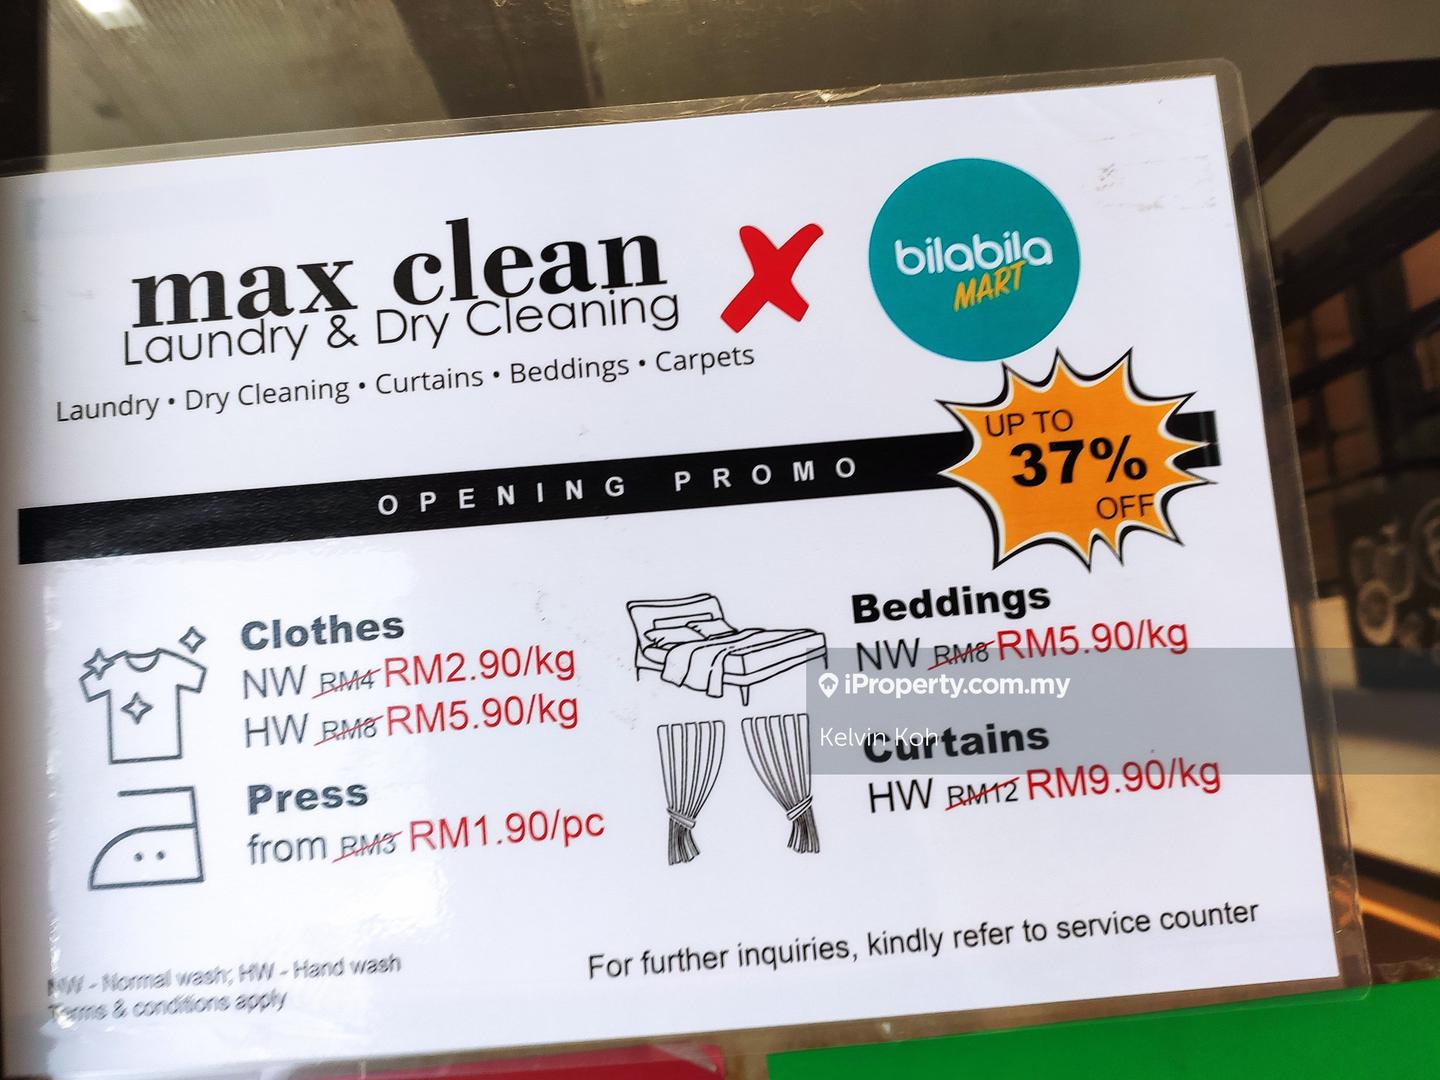 max clean
Laundry & Dry Cleaning
Laundry • Dry Cleaning • Curtains • Beddings • Carpets
bilabila
MART
OPENING PROMO
UP TO
37%
OFF
Clothes
NW RM4 RM2.90/kg
HW RM8 RM5.90/kg
Press
from RM3 RM1.90/pc
Beddings
NW RM8 RM5.90/kg
Curtains
HW RM12 RM9.90/kg
iProperty.com.my
Kelvin Koh
NW - Normal wash; HW - Hand wash
Terms & conditions apply
For further inquiries, kindly refer to service counter